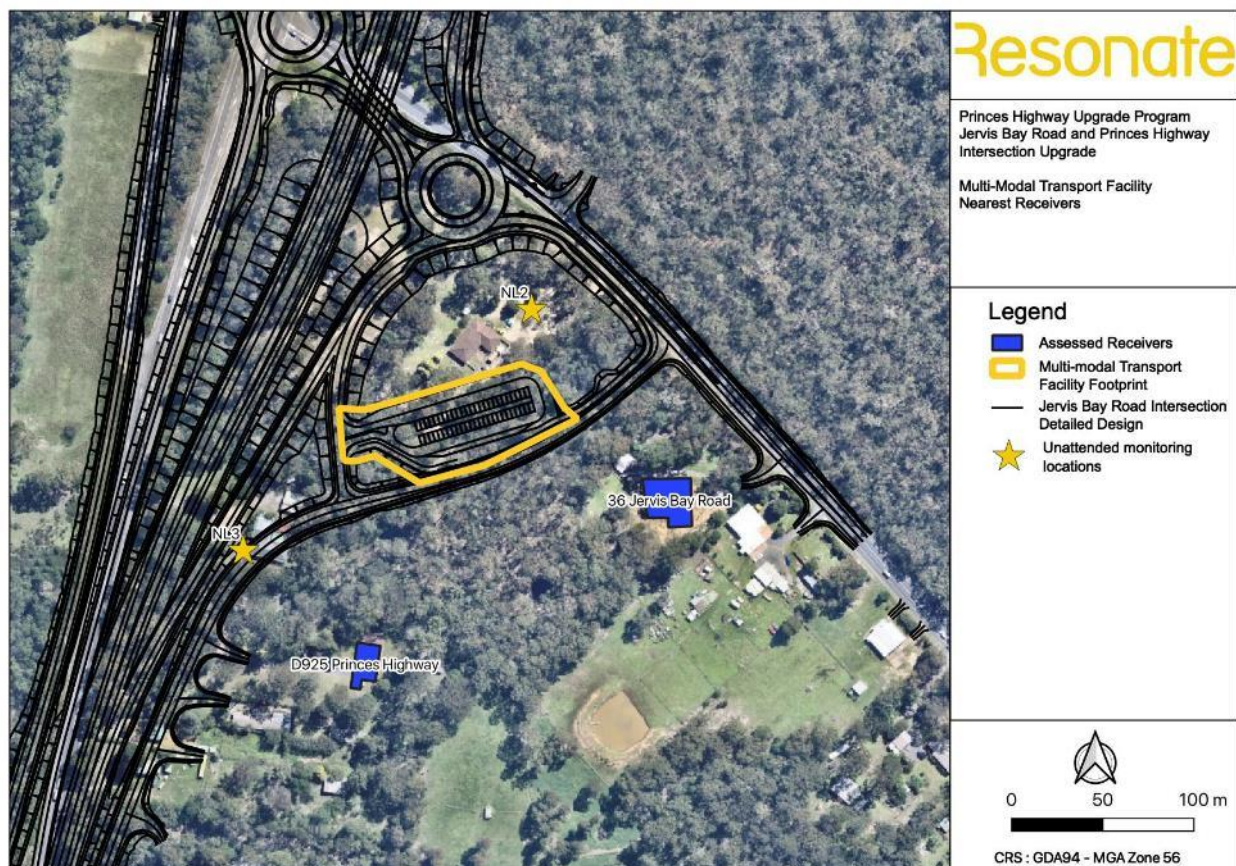 Resonate
Princes Highway Upgrade Program
Jervis Bay Road and Princes Highway
Intersection Upgrade
Multi-Modal Transport Facility
Nearest Receivers
NL2
36 Jervis Bay Road
NL3
D925 Princes Highway
Legend
Assessed Receivers
Multi-modal Transport
Facility Footprint
Jervis Bay Road Intersection
Detailed Design
Unattended monitoring
locations
0 50 100 m
CRS : GDA94 - MGA Zone 56